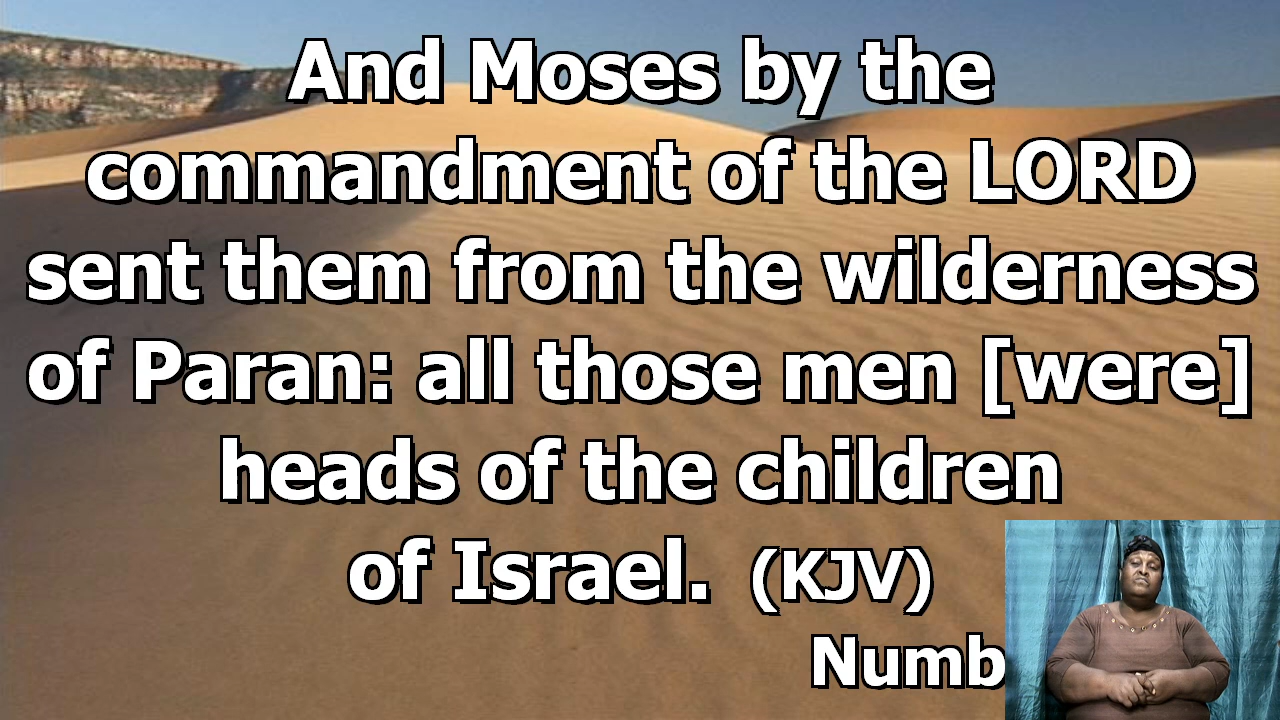 And Moses by the
commandment of the LORD
sent them from the wilderness
of Paran: all those men [were]
heads of the children
of Israel. (KJV)
Numb